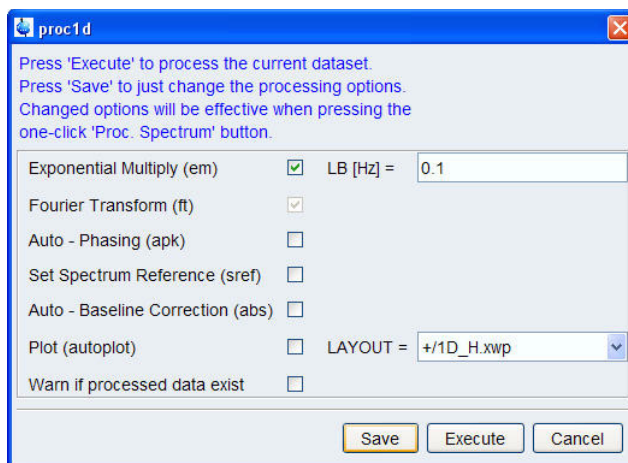 proc1d
Press 'Execute' to process the current dataset.
Press 'Save' to just change the processing options.
Changed options will be effective when pressing the
one-click 'Proc. Spectrum' button.
Exponential Multiply (em) LB [Hz] = 0.1
Fourier Transform (ft)
Auto - Phasing (apk)
Set Spectrum Reference (sref)
Auto - Baseline Correction (abs)
Plot (autoplot) LAYOUT = +/1D_H.xwp
Warn if processed data exist
Save Execute Cancel